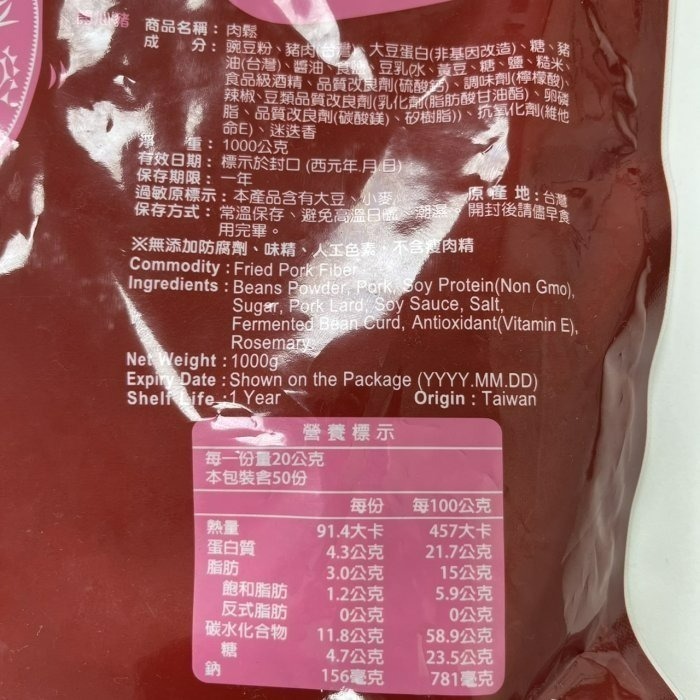 商品名稱：肉鬆
成　　分：豌豆粉、豬肉(台灣)、大豆蛋白(非基因改造)、糖、豬
油(台灣)、醬油、食鹽、豆乳(水、黃豆、糖、鹽、糙米、
食品級酒精、品質改良劑(硫酸鈣)、調味劑(檸檬酸)、
辣椒、豆類品質改良劑(乳化劑(脂肪酸甘油酯)、卵磷
脂、品質改良劑(碳酸鎂)、矽樹脂))、抗氧化劑(維他
命E)、迷迭香
淨　　重：1000公克
有效日期：標示於封口 (西元年.月.日)
保存期限：一年
過敏原標示：本產品含有大豆、小麥
原 產 地：台灣
保存方式：常溫保存、避免高溫日曬、潮濕。開封後請儘早食
用完畢。
※無添加防腐劑、味精、人工色素、不含瘦肉精
Commodity : Fried Pork Fiber
Ingredients : Beans Powder, Pork, Soy Protein(Non Gmo),
Sugar, Pork Lard, Soy Sauce, Salt,
Fermented Bean Curd, Antioxidant(Vitamin E),
Rosemary
Net Weight : 1000g
Expiry Date : Shown on the Package (YYYY.MM.DD)
Shelf Life : 1 Year Origin : Taiwan
營養標示
每一份量20公克
本包裝含50份
每份 每100公克
熱量 91.4大卡 457大卡
蛋白質 4.3公克 21.7公克
脂肪 3.0公克 15公克
飽和脂肪 1.2公克 5.9公克
反式脂肪 0公克 0公克
碳水化合物 11.8公克 58.9公克
糖 4.7公克 23.5公克
鈉 156毫克 781毫克